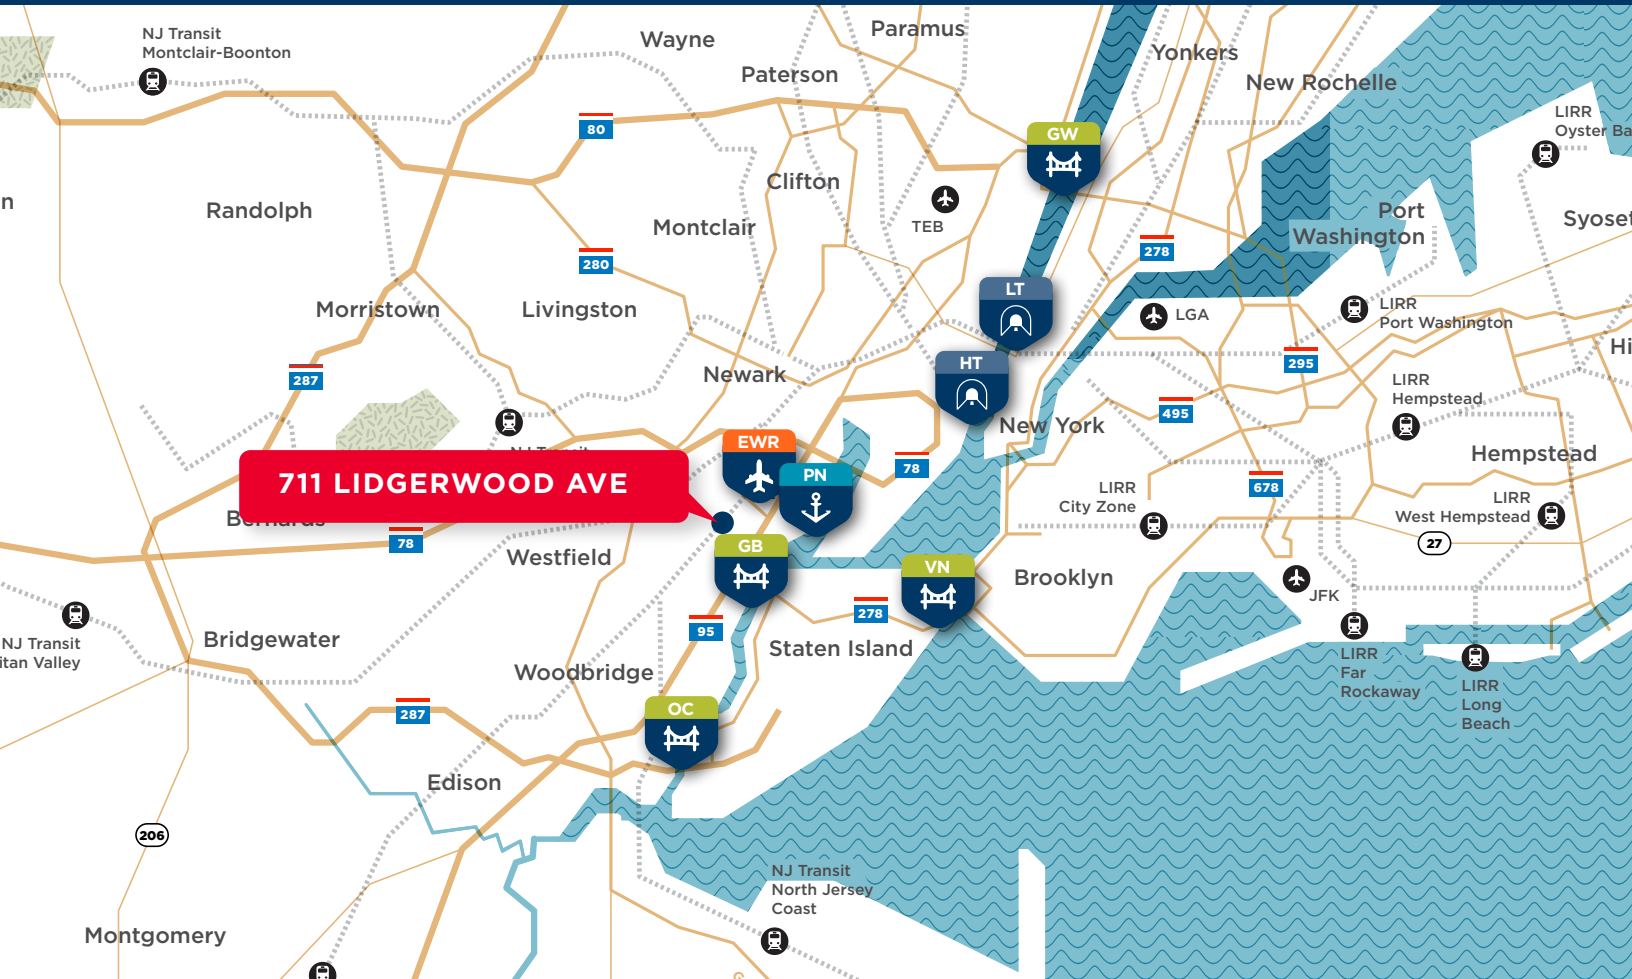 NJ Transit
Montclair-Boonton
Wayne
Paramus
Yonkers
Paterson
New Rochelle
LIRR
Oyster Ba
80
GW
n
Randolph
Clifton
Montclair
TEB
Port
Washington
Syoset
278
280
LT
Morristown
Livingston
LGA
LIRR
Port Washington
Hi
287
Newark
HT
295
LIRR
Hempstead
495
New York
NJ Transit
EWR
PN
78
Hempstead
711 LIDGERWOOD AVE
678
LIRR
City Zone
LIRR
West Hempstead
Bernards
78
27
Westfield
GB
VN
Brooklyn
JFK
278
95
NJ Transit
itan Valley
Bridgewater
Staten Island
Woodbridge
LIRR
Far
Rockaway
LIRR
Long
Beach
287
OC
Edison
206
NJ Transit
North Jersey
Coast
Montgomery